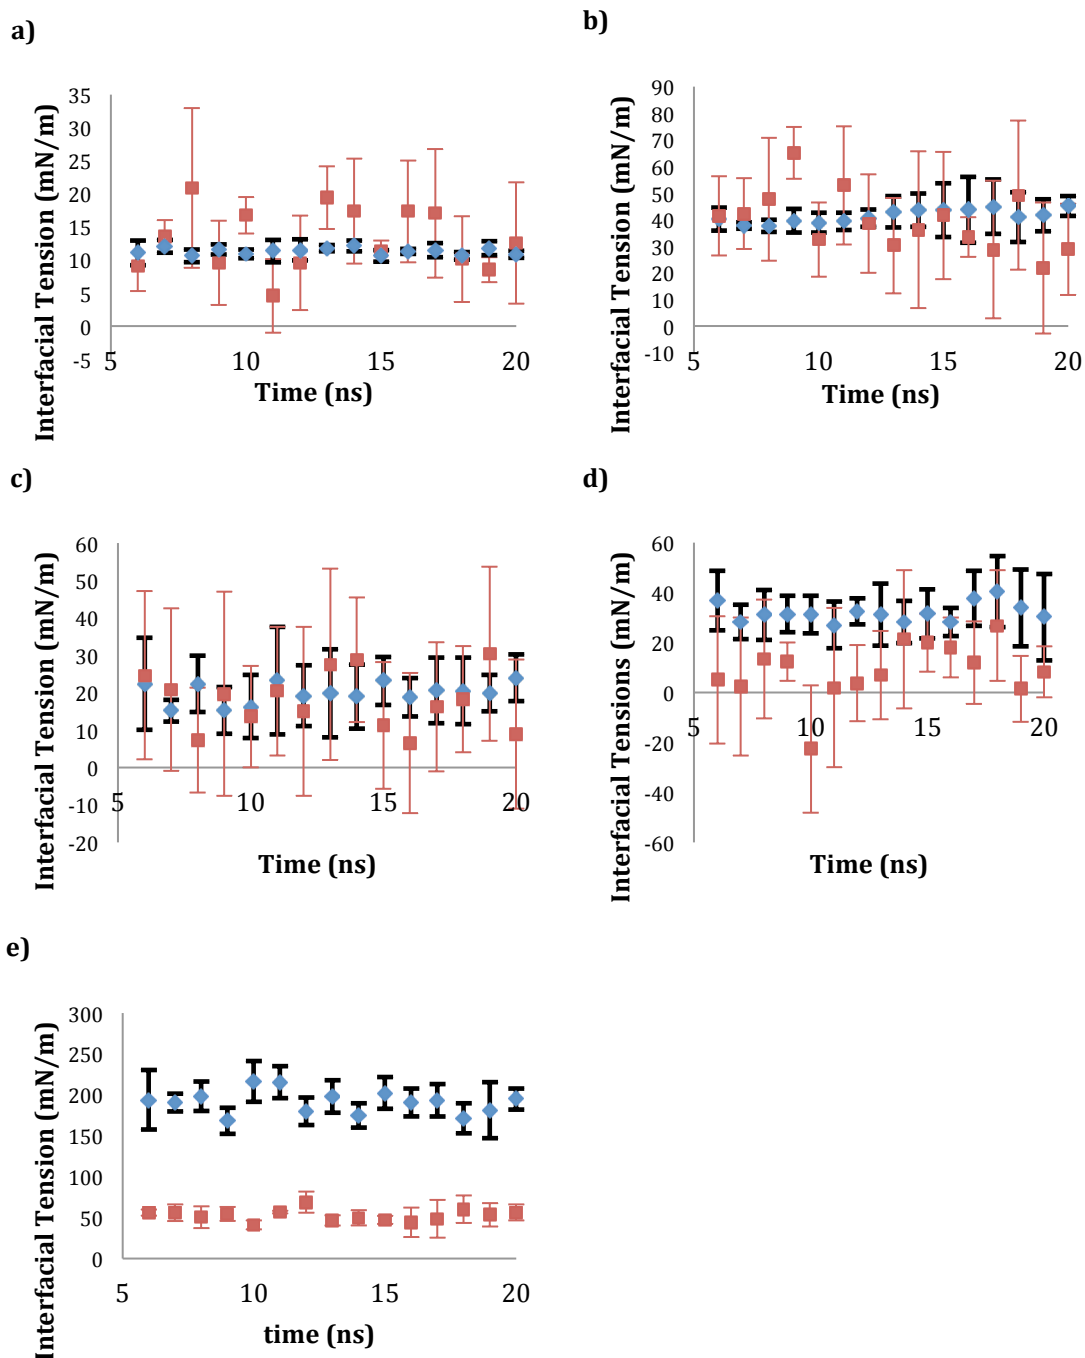 a)
Interfacial Tension (mN/m)
35
30
25
20
15
10
5
0
-5
5 10 15 20
Time (ns)
b)
Interfacial Tension (mN/m)
90
80
70
60
50
40
30
20
10
0
-10
5 10 15 20
Time (ns)
c)
Interfacial Tension (mN/m)
60
50
40
30
20
10
0
-10
-20
5 10 15 20
Time (ns)
d)
Interfacial Tensions (mN/m)
60
40
20
0
-20
-40
-60
5 10 15 20
Time (ns)
e)
Interfacial Tension (mN/m)
300
250
200
150
100
50
0
5 10 15 20
time (ns)